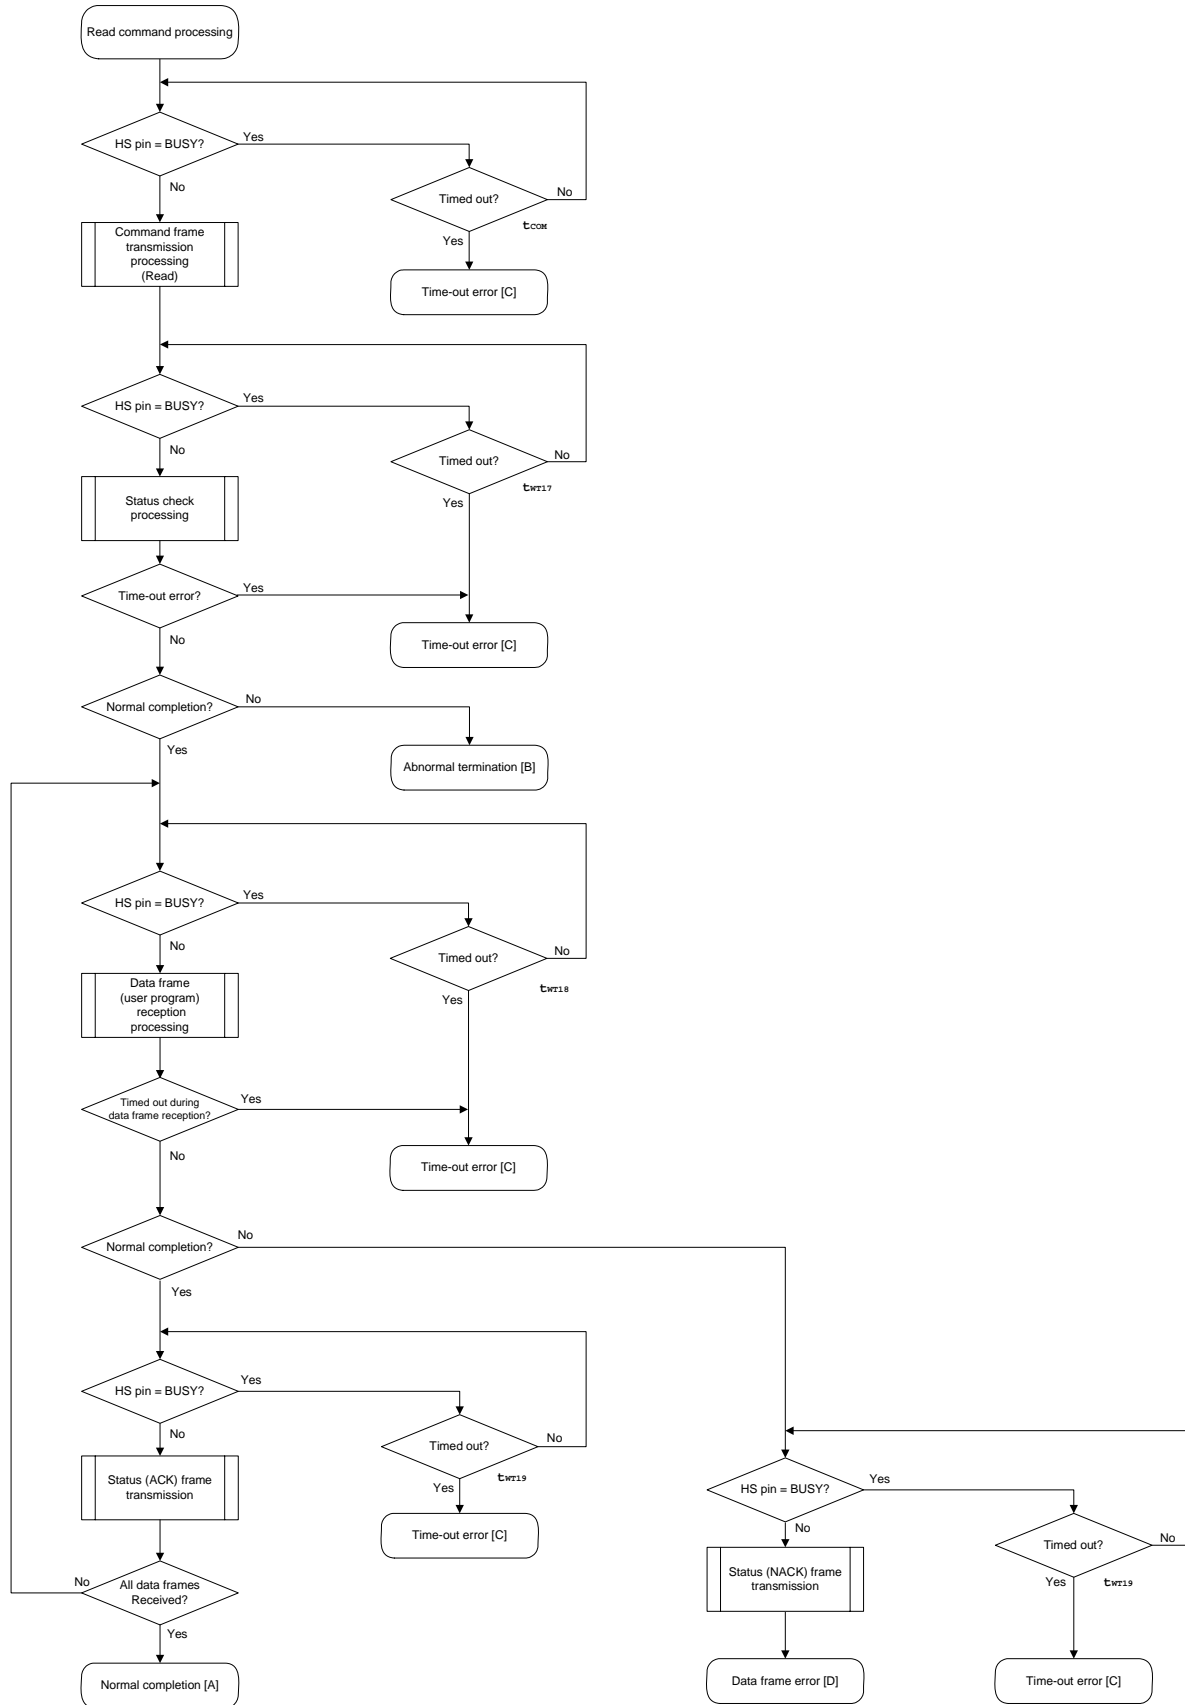 Read command processing
HS pin = BUSY?
Yes
No
Timed out?
No
tCOM
Yes
Command frame
transmission
processing
(Read)
Time-out error [C]
HS pin = BUSY?
Yes
No
Timed out?
No
tWT17
Yes
Status check
processing
Time-out error?
Yes
No
Time-out error [C]
Normal completion?
No
Yes
Abnormal termination [B]
HS pin = BUSY?
Yes
No
Timed out?
No
tWT18
Yes
Data frame
(user program)
reception
processing
Timed out during
data frame reception?
Yes
No
Time-out error [C]
Normal completion?
No
Yes
HS pin = BUSY?
Yes
No
Timed out?
No
tWT19
Yes
Status (ACK) frame
transmission
Time-out error [C]
All data frames
Received?
No
Yes
Normal completion [A]
HS pin = BUSY?
Yes
No
Timed out?
No
tWT19
Yes
Status (NACK) frame
transmission
Data frame error [D]
Time-out error [C]